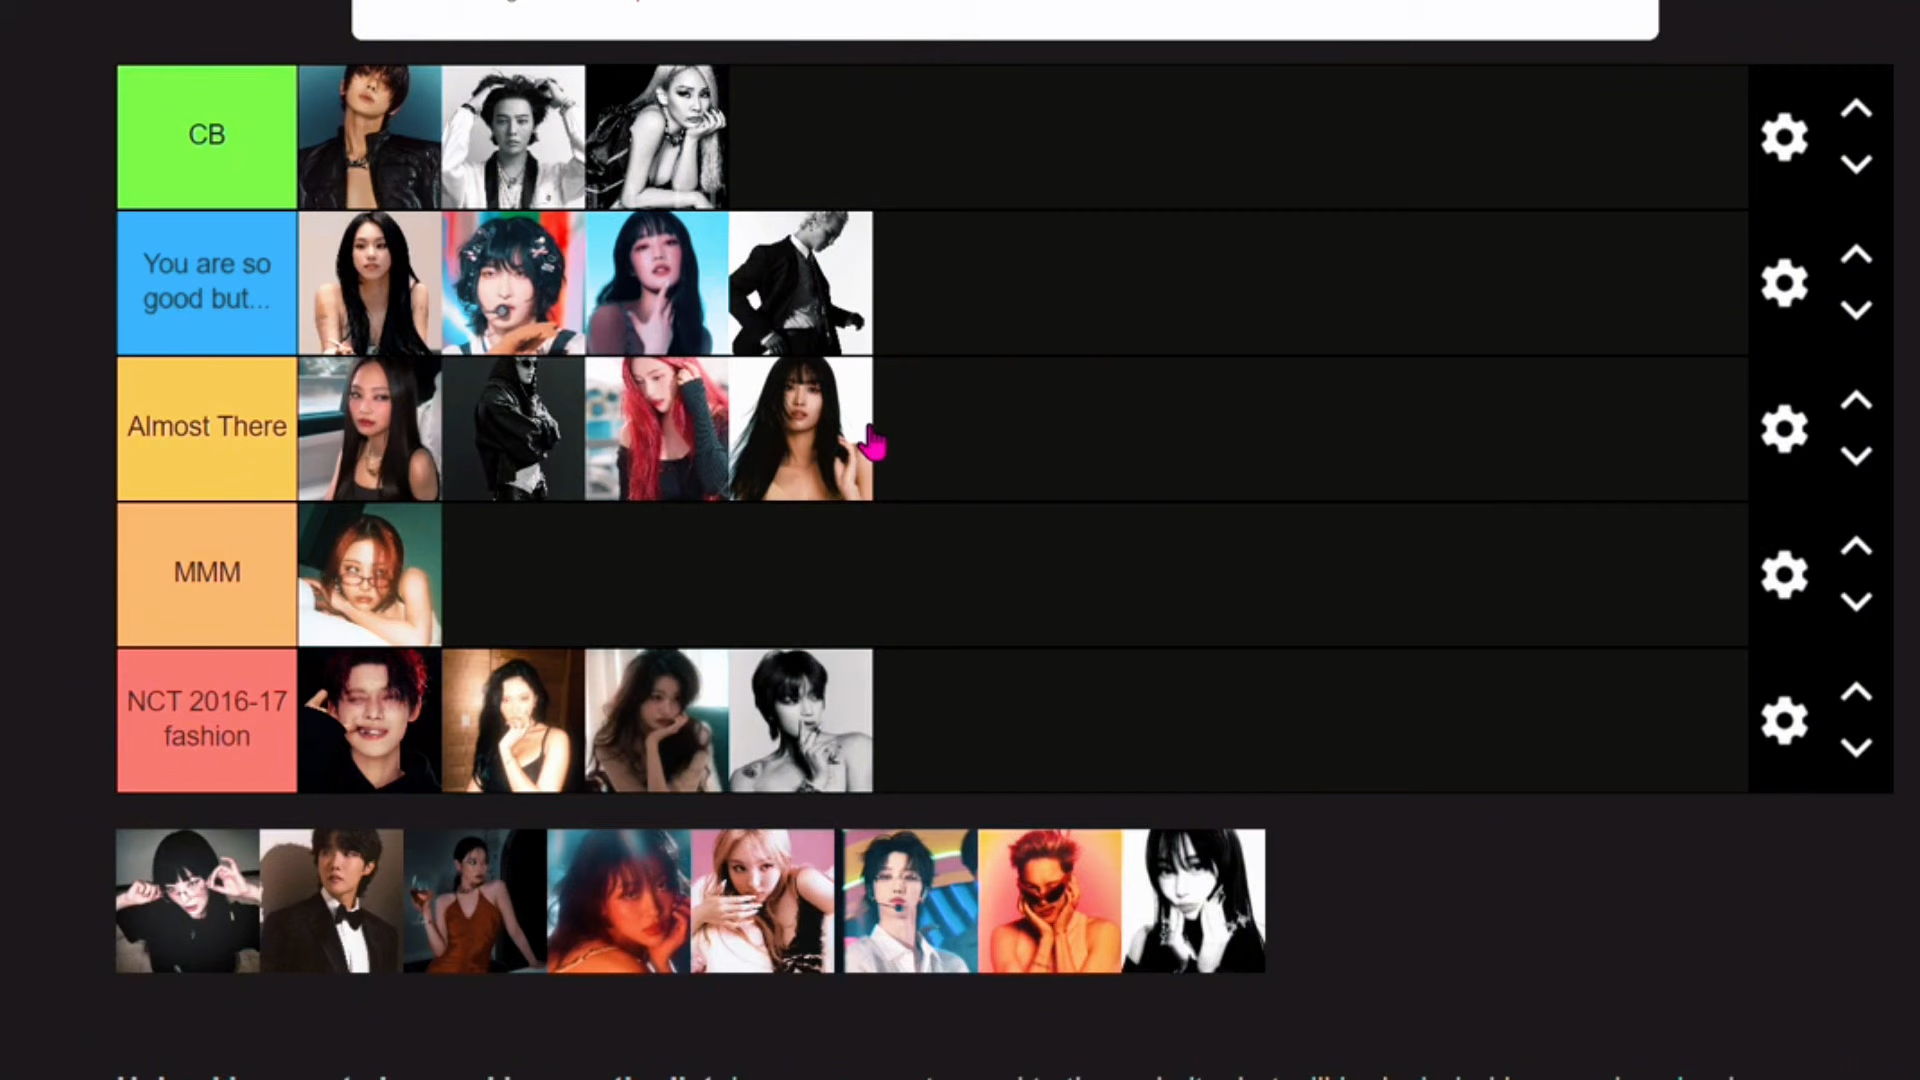 CB
You are so
good but...
Almost There
MMM
NCT 2016-17
fashion